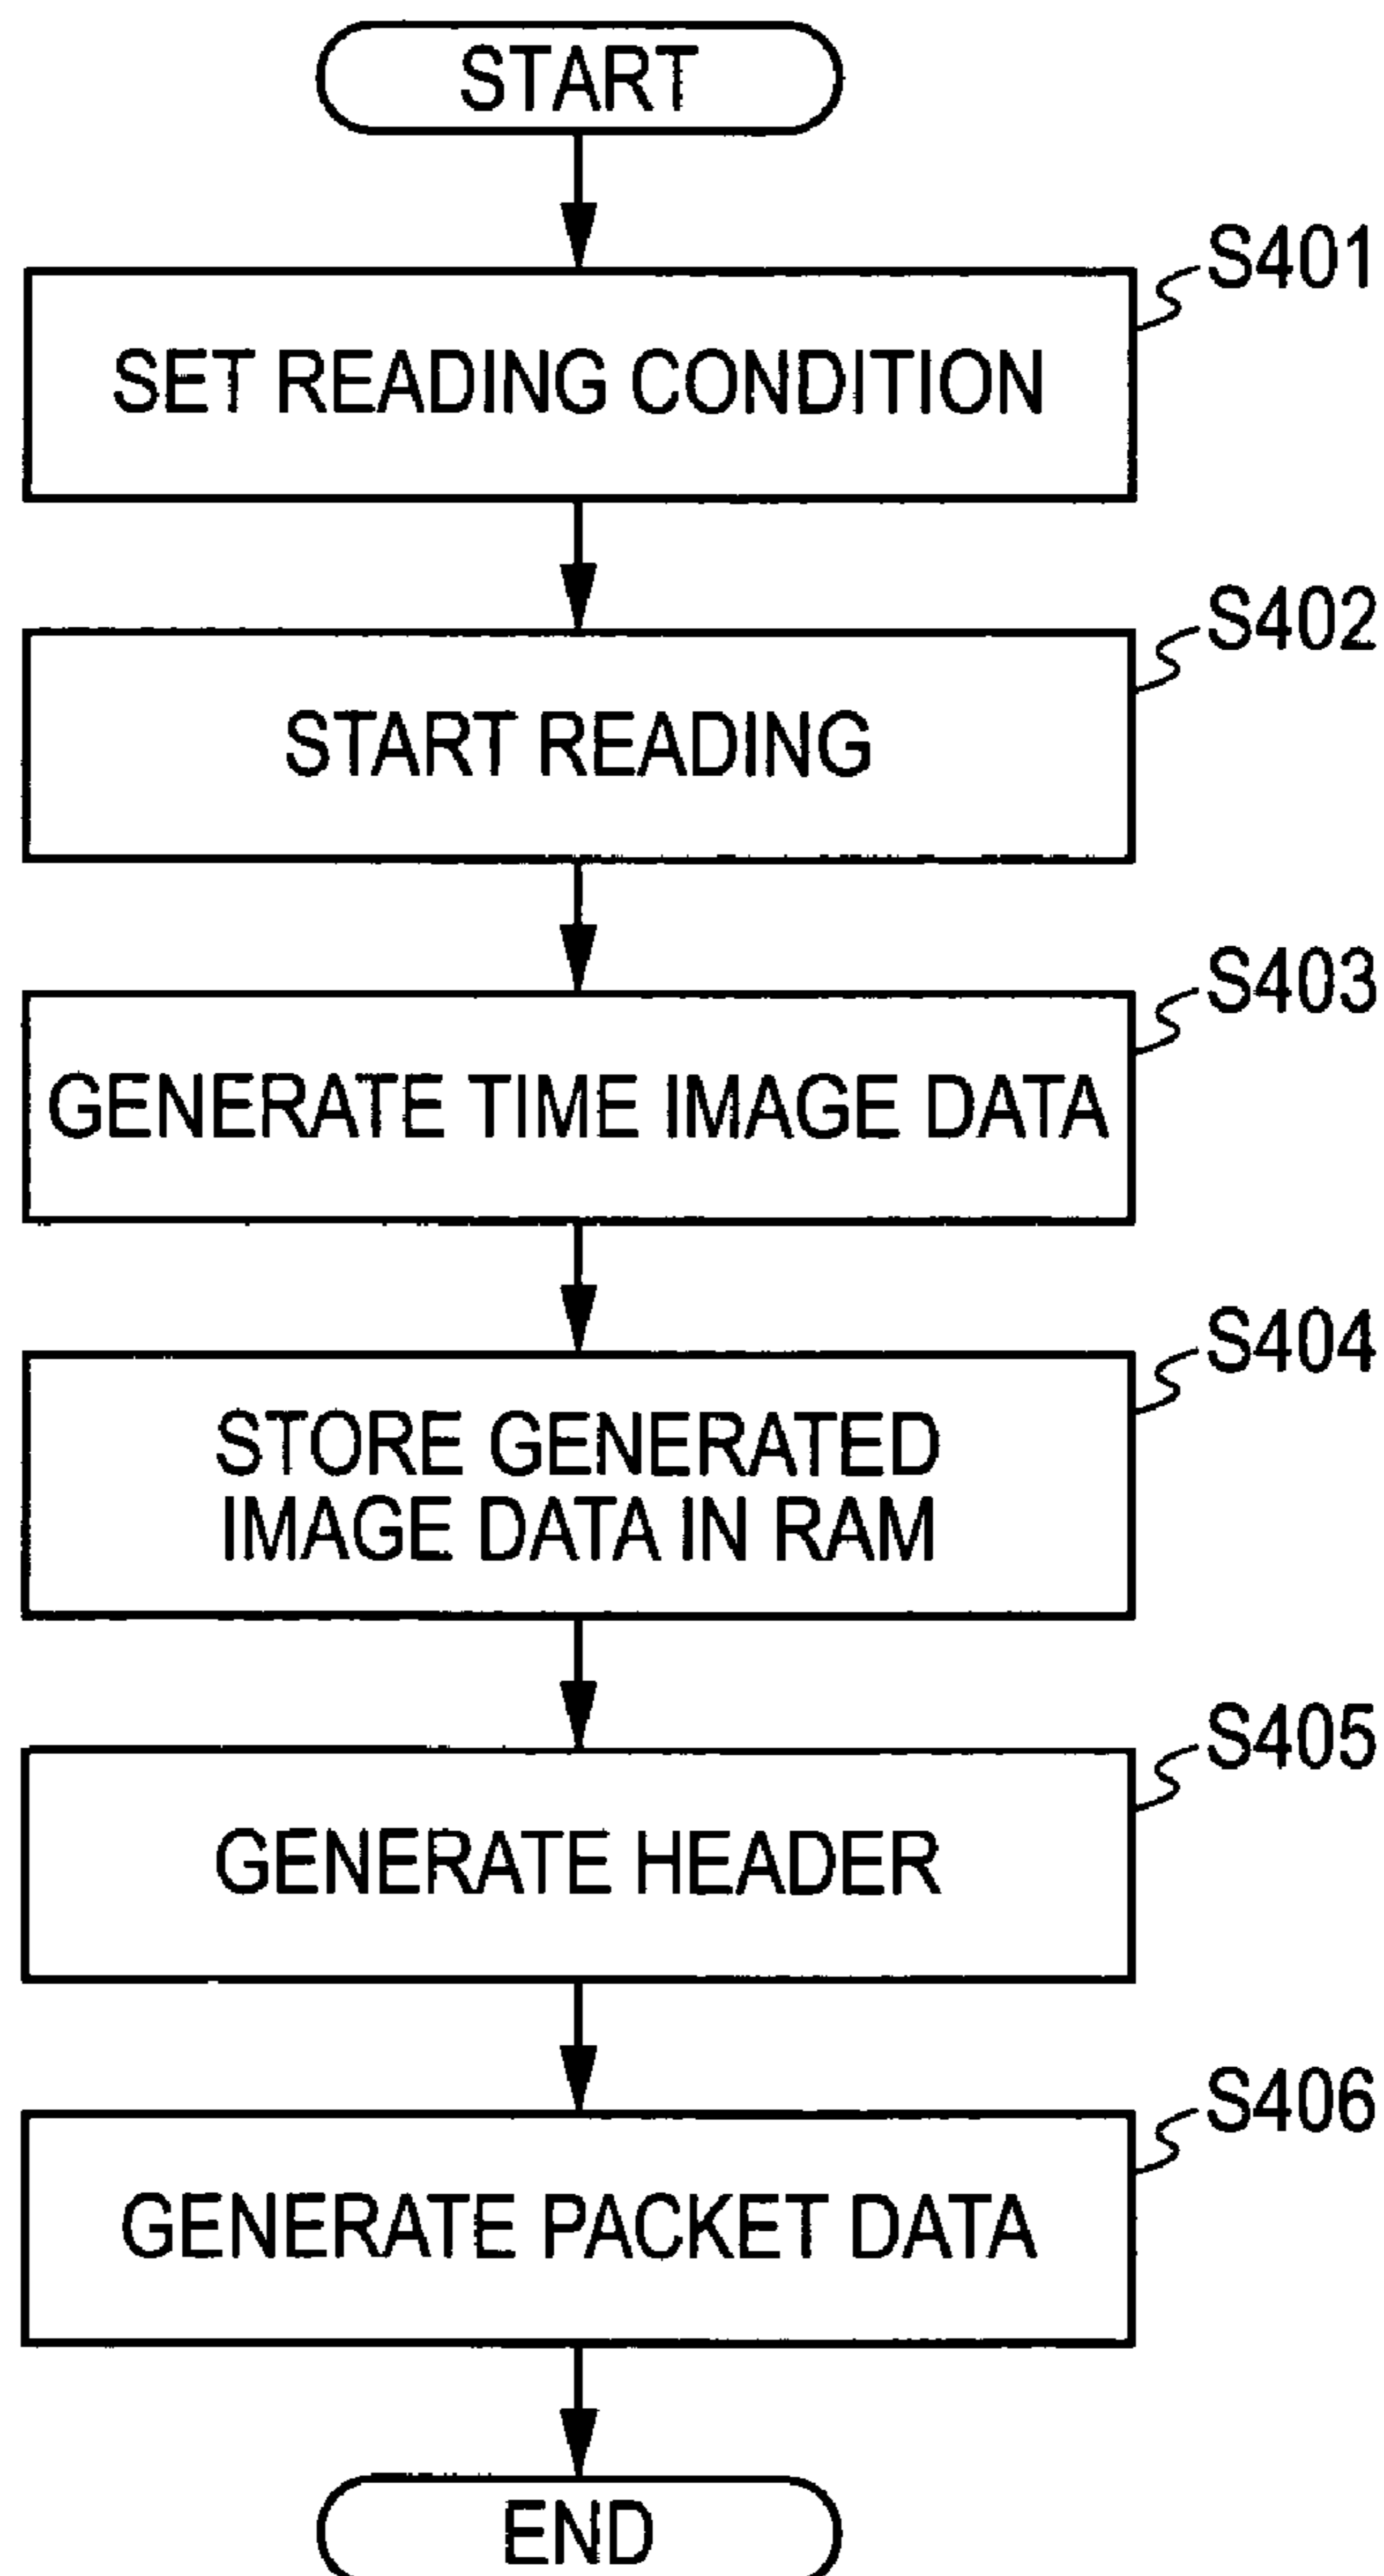 START
S401
SET READING CONDITION
S402
START READING
S403
GENERATE TIME IMAGE DATA
S404
STORE GENERATED
IMAGE DATA IN RAM
S405
GENERATE HEADER
S406
GENERATE PACKET DATA
END